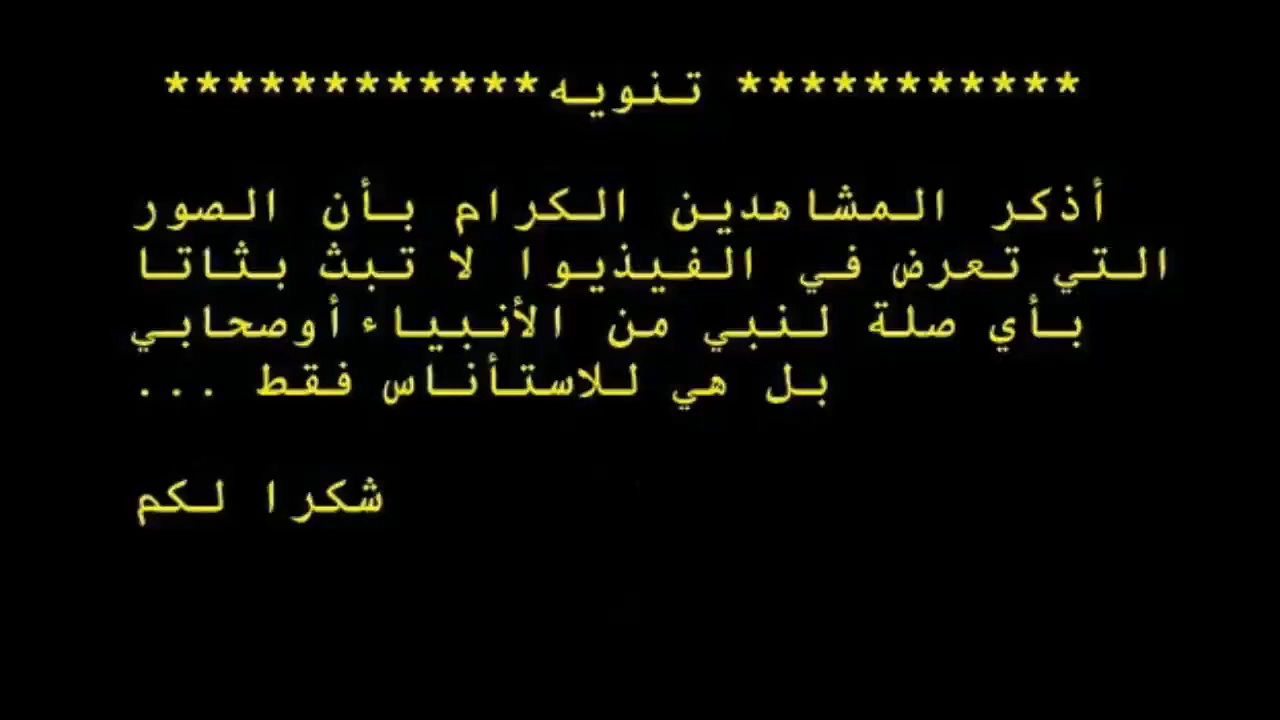 *********** تنويه************
أذكر المشاهدين الكرام بأن الصور
التي تعرض في الفيذيوا لا تبث بثاتا
بأي صلة لنبي من الأنبياء أوصحابي
بل هي للاستأناس فقط ...
شكرا لكم